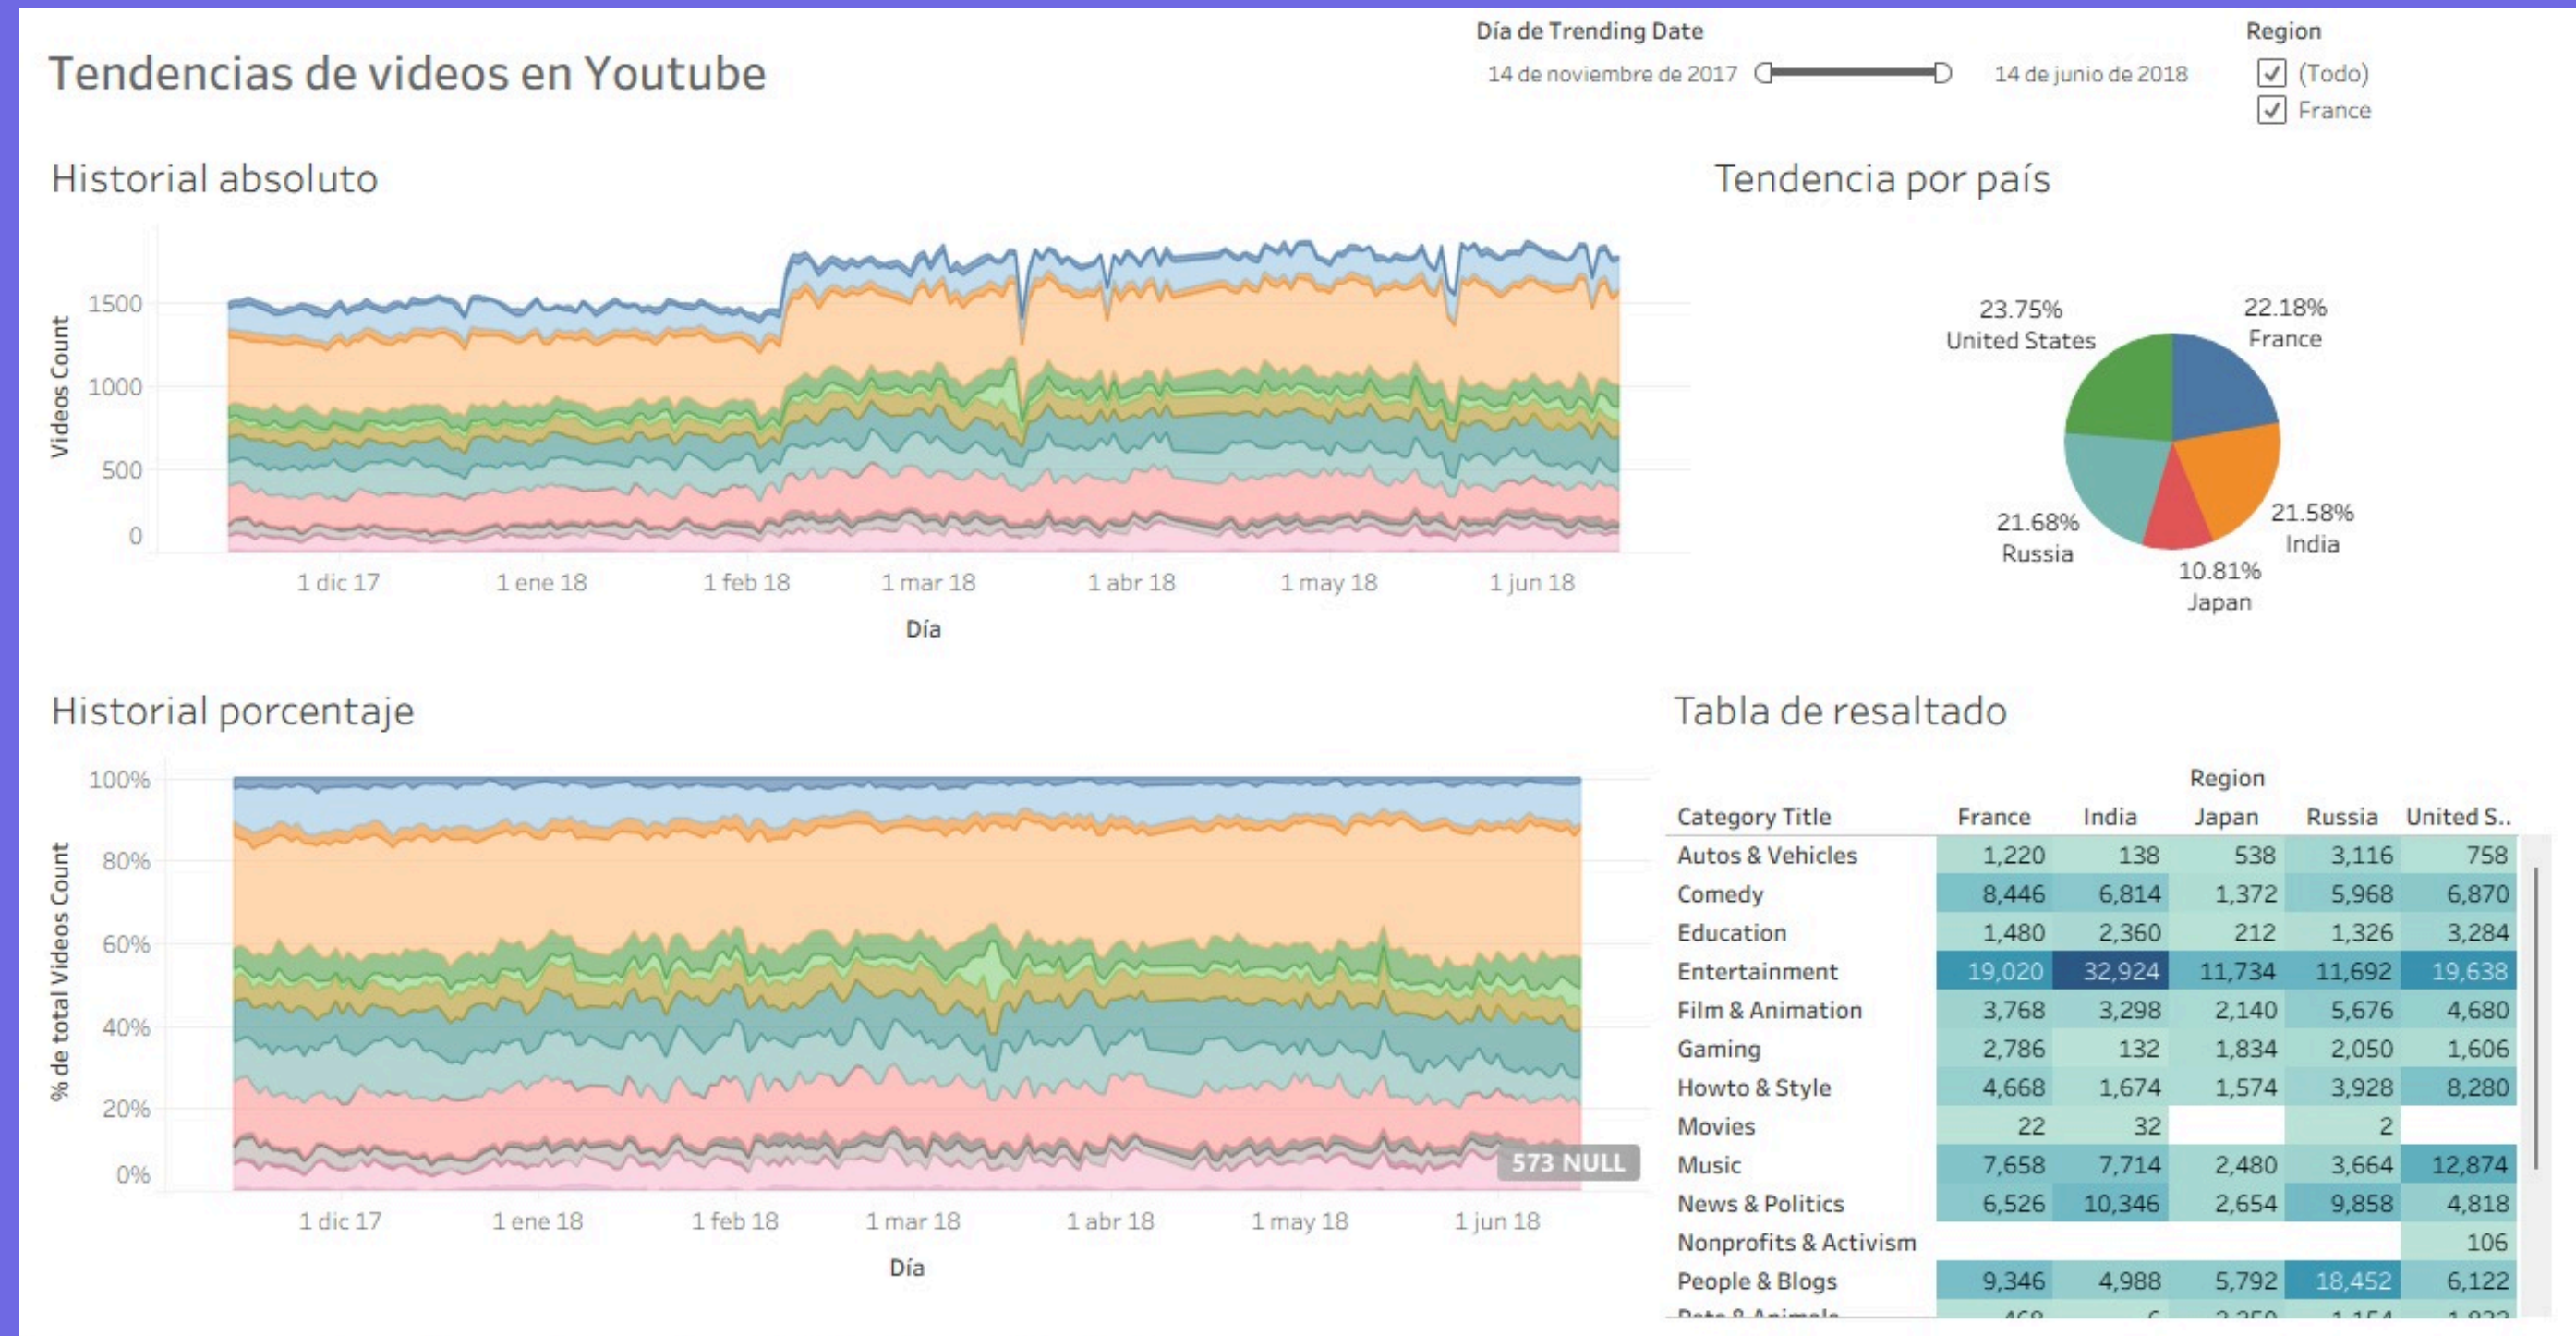 Tendencias de videos en Youtube
Día de Trending Date
14 de noviembre de 2017
14 de junio de 2018
Region
(Todo)
France
Historial absoluto
Videos Count
1500
1000
500
0
1 dic 17 1 ene 18 1 feb 18 1 mar 18 1 abr 18 1 may 18 1 jun 18
Día
Tendencia por país
23.75%
United States
22.18%
France
21.68%
Russia
21.58%
India
10.81%
Japan
Historial porcentaje
% de total Videos Count
100%
80%
60%
40%
20%
0%
573 NULL
1 dic 17 1 ene 18 1 feb 18 1 mar 18 1 abr 18 1 may 18 1 jun 18
Día
Tabla de resaltado
Region
Category Title France India Japan Russia United S..
Autos & Vehicles 1,220 138 538 3,116 758
Comedy 8,446 6,814 1,372 5,968 6,870
Education 1,480 2,360 212 1,326 3,284
Entertainment 19,020 32,924 11,734 11,692 19,638
Film & Animation 3,768 3,298 2,140 5,676 4,680
Gaming 2,786 132 1,834 2,050 1,606
Howto & Style 4,668 1,674 1,574 3,928 8,280
Movies 22 32 2
Music 7,658 7,714 2,480 3,664 12,874
News & Politics 6,526 10,346 2,654 9,858 4,818
Nonprofits & Activism 106
People & Blogs 9,346 4,988 5,792 18,452 6,122